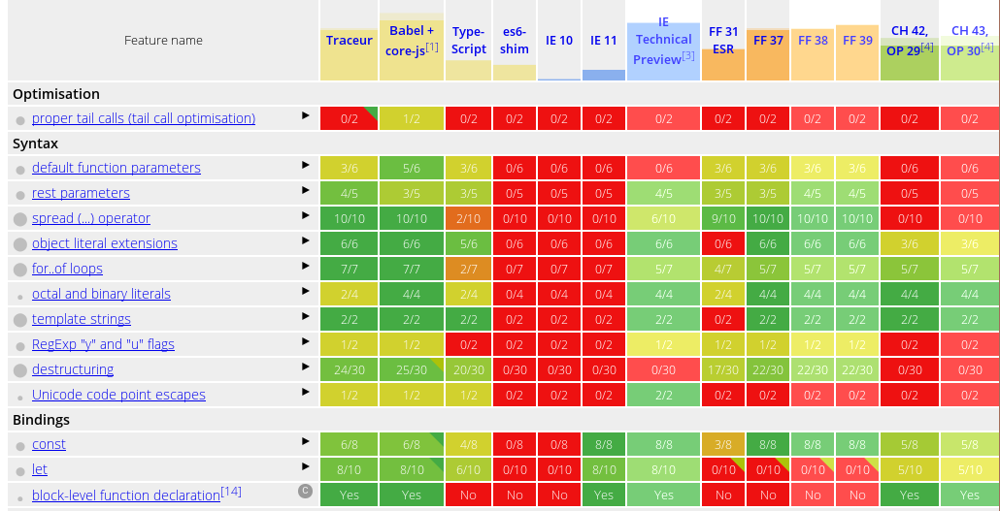 Feature name Traceur Babel + core-js[1] Type-Script es6-shim IE 10 IE 11 IE Technical Preview[3] FF 31 ESR FF 37 FF 38 FF 39 CH 42, OP 29[4] CH 43, OP 30[4]
Optimisation
proper tail calls (tail call optimisation) ► 0/2 1/2 0/2 0/2 0/2 0/2 0/2 0/2 0/2 0/2 0/2 0/2 0/2
Syntax
default function parameters ► 3/6 5/6 3/6 0/6 0/6 0/6 0/6 3/6 3/6 3/6 3/6 0/6 0/6
rest parameters ► 4/5 3/5 3/5 0/5 0/5 0/5 4/5 3/5 3/5 4/5 4/5 0/5 0/5
spread (...) operator ► 10/10 10/10 2/10 0/10 0/10 0/10 6/10 9/10 10/10 10/10 10/10 0/10 0/10
object literal extensions ► 6/6 6/6 5/6 0/6 0/6 0/6 6/6 0/6 6/6 6/6 6/6 3/6 3/6
for..of loops ► 7/7 7/7 2/7 0/7 0/7 0/7 5/7 4/7 5/7 5/7 5/7 5/7 5/7
octal and binary literals ► 2/4 4/4 2/4 0/4 0/4 0/4 4/4 2/4 4/4 4/4 4/4 4/4 4/4
template strings ► 2/2 2/2 2/2 0/2 0/2 0/2 2/2 0/2 2/2 2/2 2/2 2/2 2/2
RegExp "y" and "u" flags ► 1/2 1/2 0/2 0/2 0/2 0/2 1/2 1/2 1/2 1/2 1/2 0/2 0/2
destructuring ► 24/30 25/30 20/30 0/30 0/30 0/30 0/30 17/30 22/30 22/30 22/30 0/30 0/30
Unicode code point escapes ► 1/2 1/2 1/2 0/2 0/2 0/2 2/2 0/2 0/2 0/2 0/2 0/2 0/2
Bindings
const ► 6/8 6/8 4/8 0/8 0/8 8/8 8/8 3/8 8/8 8/8 8/8 5/8 5/8
let ► 8/10 8/10 6/10 0/10 0/10 8/10 8/10 0/10 0/10 0/10 0/10 5/10 5/10
block-level function declaration[14] C Yes Yes No No No Yes Yes No No No No Yes Yes